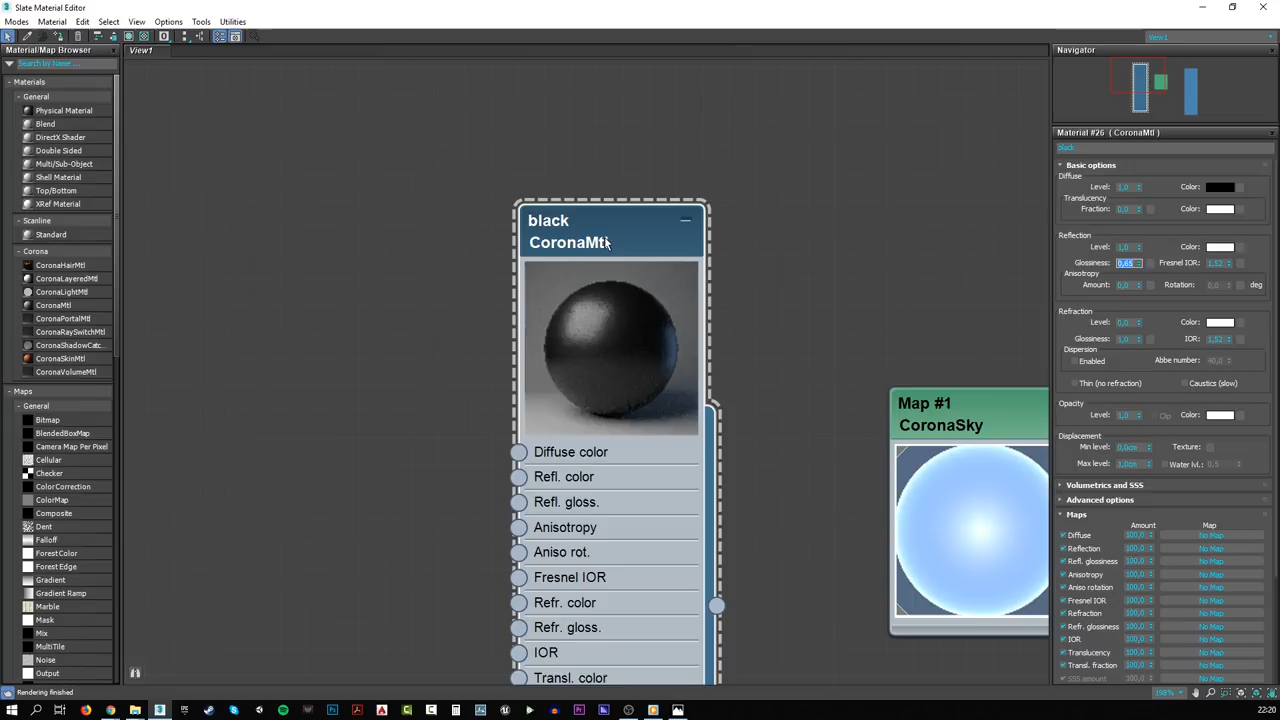 Slate Material Editor
Modes Material Edit Select View Options Tools Utilities
View1
Material/Map Browser
View1
Navigator
Search by Name ...
Materials
General
Physical Material
Blend
DirectX Shader
Double Sided
Multi/Sub-Object
Shell Material
Top/Bottom
XRef Material
Scanline
Standard
Corona
CoronaHairMtl
CoronaLayeredMtl
CoronaLightMtl
CoronaMtl
CoronaPortalMtl
CoronaRaySwitchMtl
CoronaShadowCatc...
CoronaSkinMtl
CoronaVolumeMtl
Maps
General
Bitmap
BlendedBoxMap
Camera Map Per Pixel
Cellular
Checker
ColorCorrection
ColorMap
Composite
Dent
Falloff
ForestColor
Forest Edge
Gradient
Gradient Ramp
Marble
Mask
Mix
MultiTile
Noise
Output
black
CoronaMtl
Diffuse color
Refl. color
Refl. gloss.
Anisotropy
Aniso rot.
Fresnel IOR
Refr. color
Refr. gloss.
IOR
Transl. color
Map #1
CoronaSky
Material #26 ( CoronaMtl )
black
Basic options
Diffuse
Level: 1,0 Color:
Translucency
Fraction: 0,0 Color:
Reflection
Level: 1,0 Color:
Glossiness: 0,65 Fresnel IOR: 1,52
Anisotropy
Amount: 0,0 Rotation: 0,0 deg
Refraction
Level: 0,0 Color:
Glossiness: 1,0 IOR: 1,52
Dispersion
Enabled Abbe number: 40,0
Thin (no refraction) Caustics (slow)
Opacity
Level: 1,0 Clip Color:
Displacement
Min level: 0,0cm Texture:
Max level: 1,0cm Water lvl.: 0,5
Volumetrics and SSS
Advanced options
Maps
Amount Map
Diffuse 100,0 No Map
Reflection 100,0 No Map
Refl. glossiness 100,0 No Map
Anisotropy 100,0 No Map
Aniso rotation 100,0 No Map
Fresnel IOR 100,0 No Map
Refraction 100,0 No Map
Refr. glossiness 100,0 No Map
IOR 100,0 No Map
Translucency 100,0 No Map
Transl. fraction 100,0 No Map
SSS amount 100,0 No Map
Rendering finished
198%
22:20